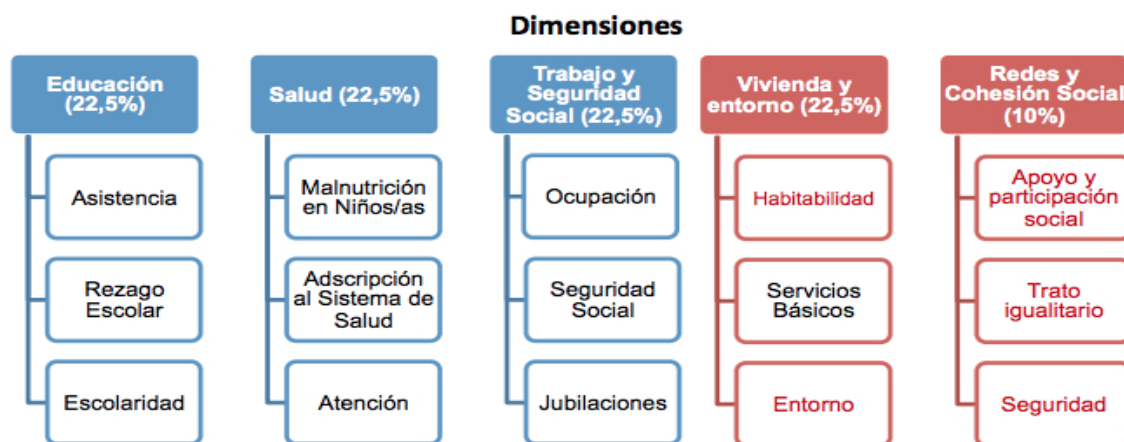 Dimensiones
Educación
(22,5%)
Asistencia
Rezago
Escolar
Escolaridad
Salud (22,5%)
Malnutrición
en Niños/as
Adscripción
al Sistema de
Salud
Atención
Trabajo y
Seguridad
Social (22,5%)
Ocupación
Seguridad
Social
Jubilaciones
Vivienda y
entorno (22,5%)
Habitabilidad
Servicios
Básicos
Entorno
Redes y
Cohesión Social
(10%)
Apoyo y
participación
social
Trato
igualitario
Seguridad